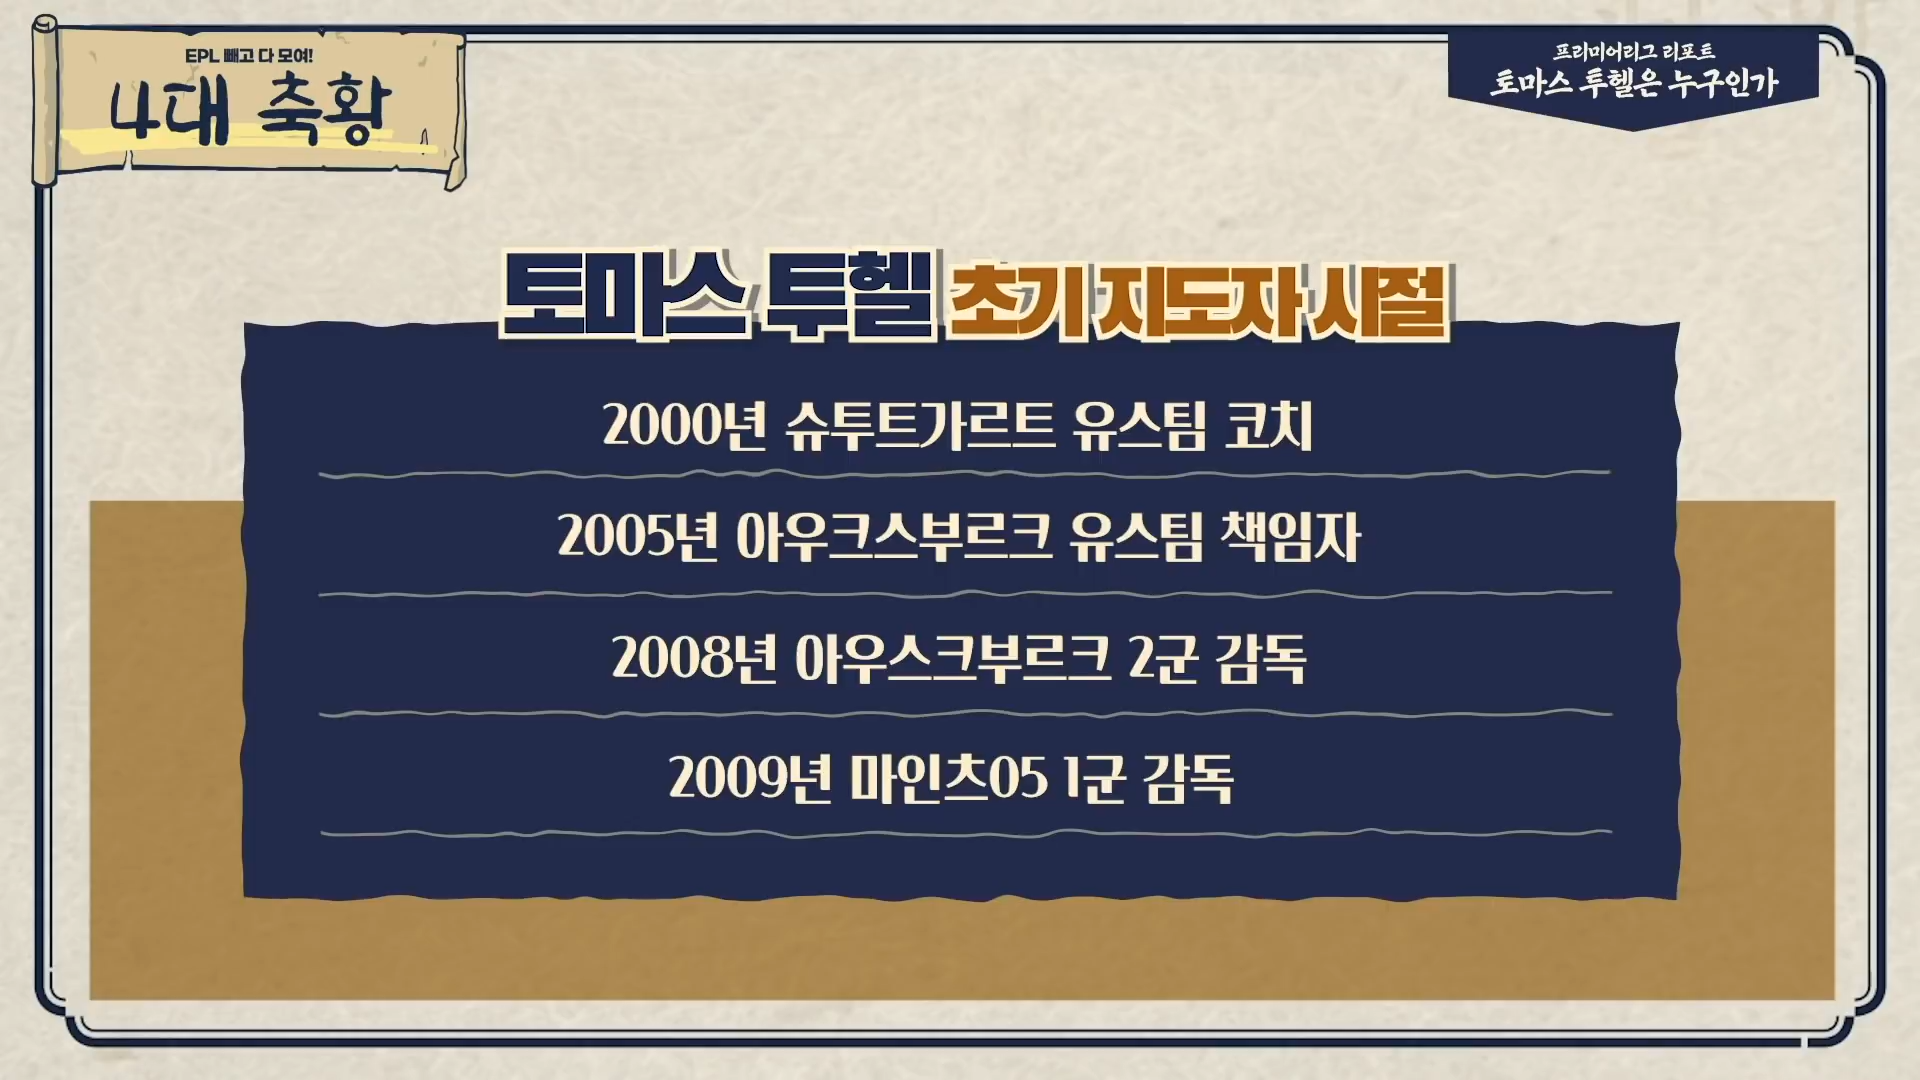 EPL 빼고 다 모여!
4대 축황
프리미어리그 리포트
토마스 투헬은 누구인가
토마스 투헬 초기 지도자 시절
2000년 슈투트가르트 유스팀 코치
2005년 아우크스부르크 유스팀 책임자
2008년 아우스크부르크 2군 감독
2009년 마인츠05 1군 감독